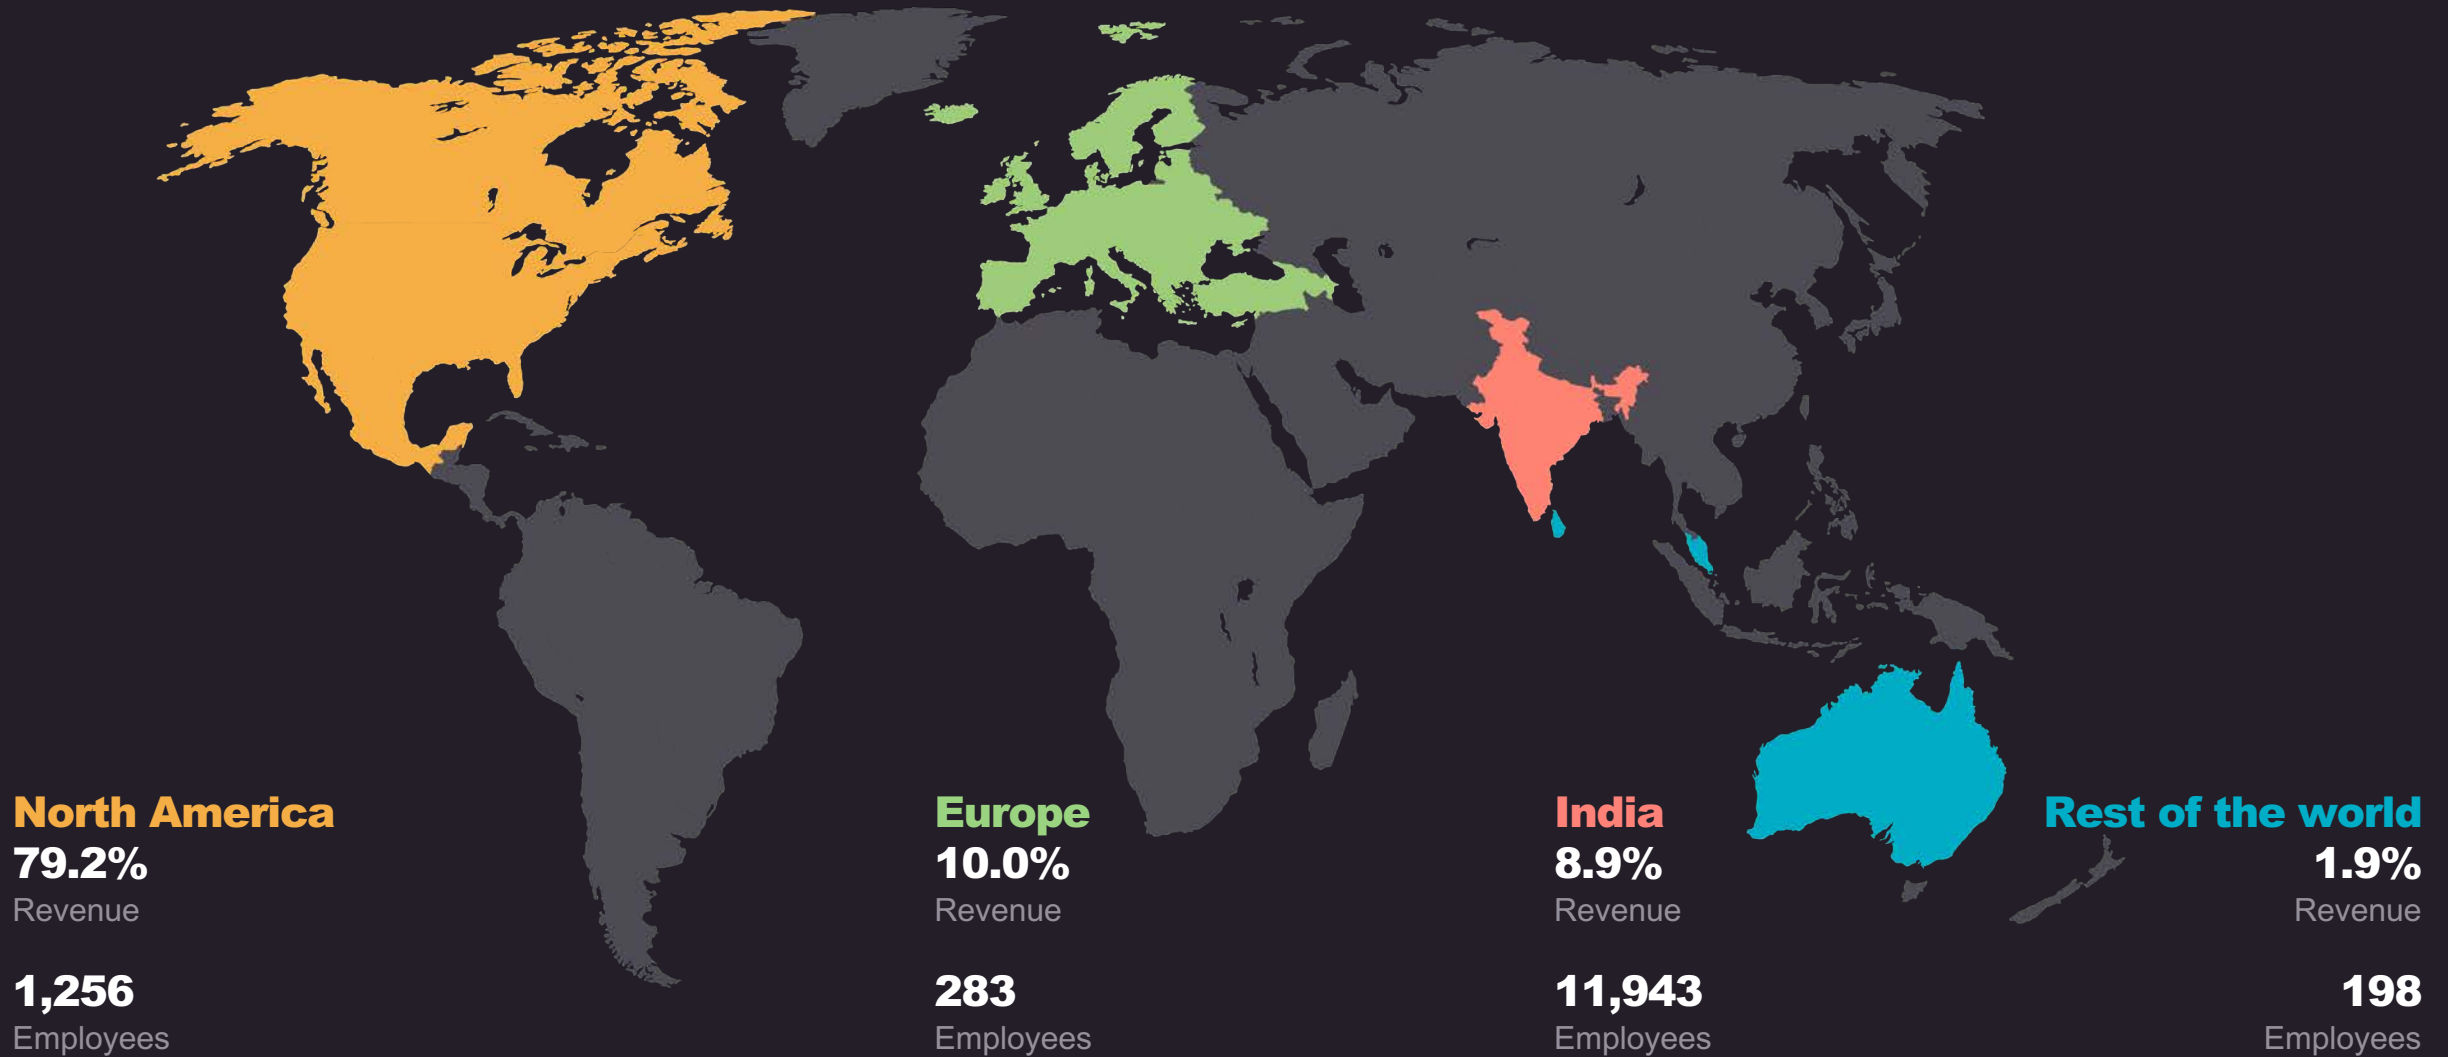 North America
79.2%
Revenue
1,256
Employees
Europe
10.0%
Revenue
283
Employees
India
8.9%
Revenue
11,943
Employees
Rest of the world
1.9%
Revenue
198
Employees